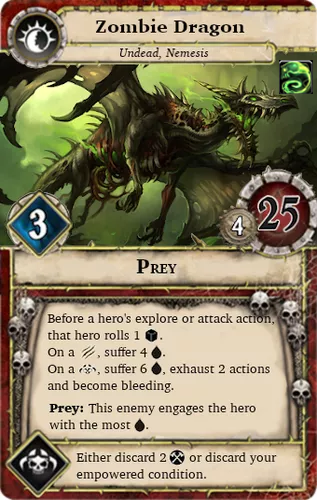 Zombie Dragon
Undead, Nemesis
3
4
25
PREY
Before a hero's explore or attack action,
that hero rolls 1 .
On a , suffer 4 .
On a , suffer 6 , exhaust 2 actions
and become bleeding.
Prey: This enemy engages the hero
with the most .
Either discard 2 or discard your
empowered condition.